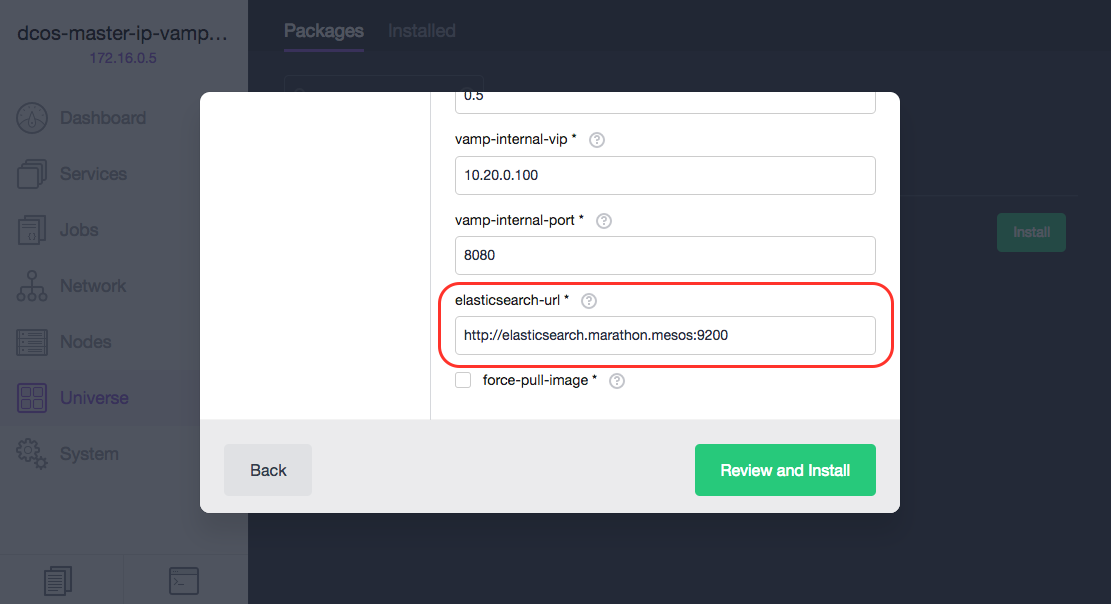 dcos-master-ip-vamp...
172.16.0.5
Dashboard
Services
Jobs
Network
Nodes
Universe
System
Packages Installed
Install
0.5
vamp-internal-vip * ?
10.20.0.100
vamp-internal-port * ?
8080
elasticsearch-url * ?
http://elasticsearch.marathon.mesos:9200
force-pull-image * ?
Back
Review and Install